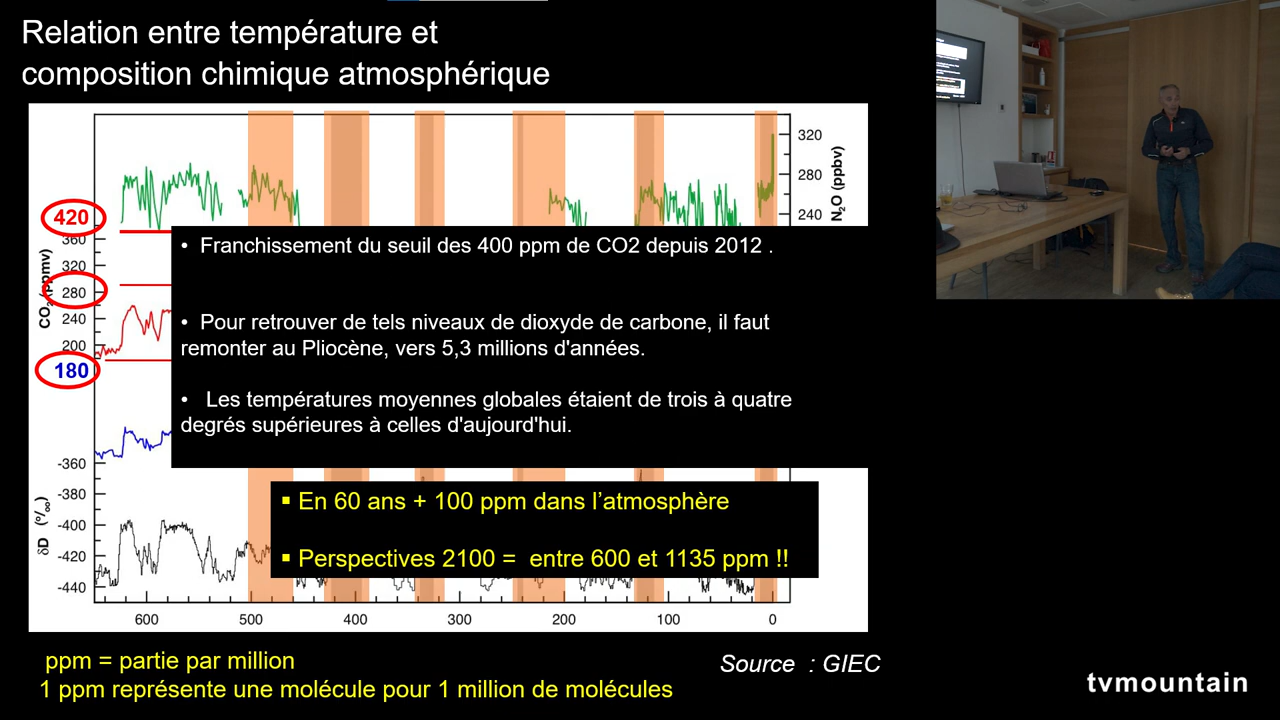 Relation entre température et
composition chimique atmosphérique
320
280
240
N2O (ppbv)
420
360
320
280
240
200
180
CO2 (ppmv)
• Franchissement du seuil des 400 ppm de CO2 depuis 2012 .
• Pour retrouver de tels niveaux de dioxyde de carbone, il faut
remonter au Pliocène, vers 5,3 millions d'années.
• Les températures moyennes globales étaient de trois à quatre
degrés supérieures à celles d'aujourd'hui.
-360
-380
-400
-420
-440
δD (°/oo)
▪ En 60 ans + 100 ppm dans l’atmosphère
▪ Perspectives 2100 = entre 600 et 1135 ppm !!
600 500 400 300 200 100 0
ppm = partie par million
1 ppm représente une molécule pour 1 million de molécules
Source : GIEC
tvmountain